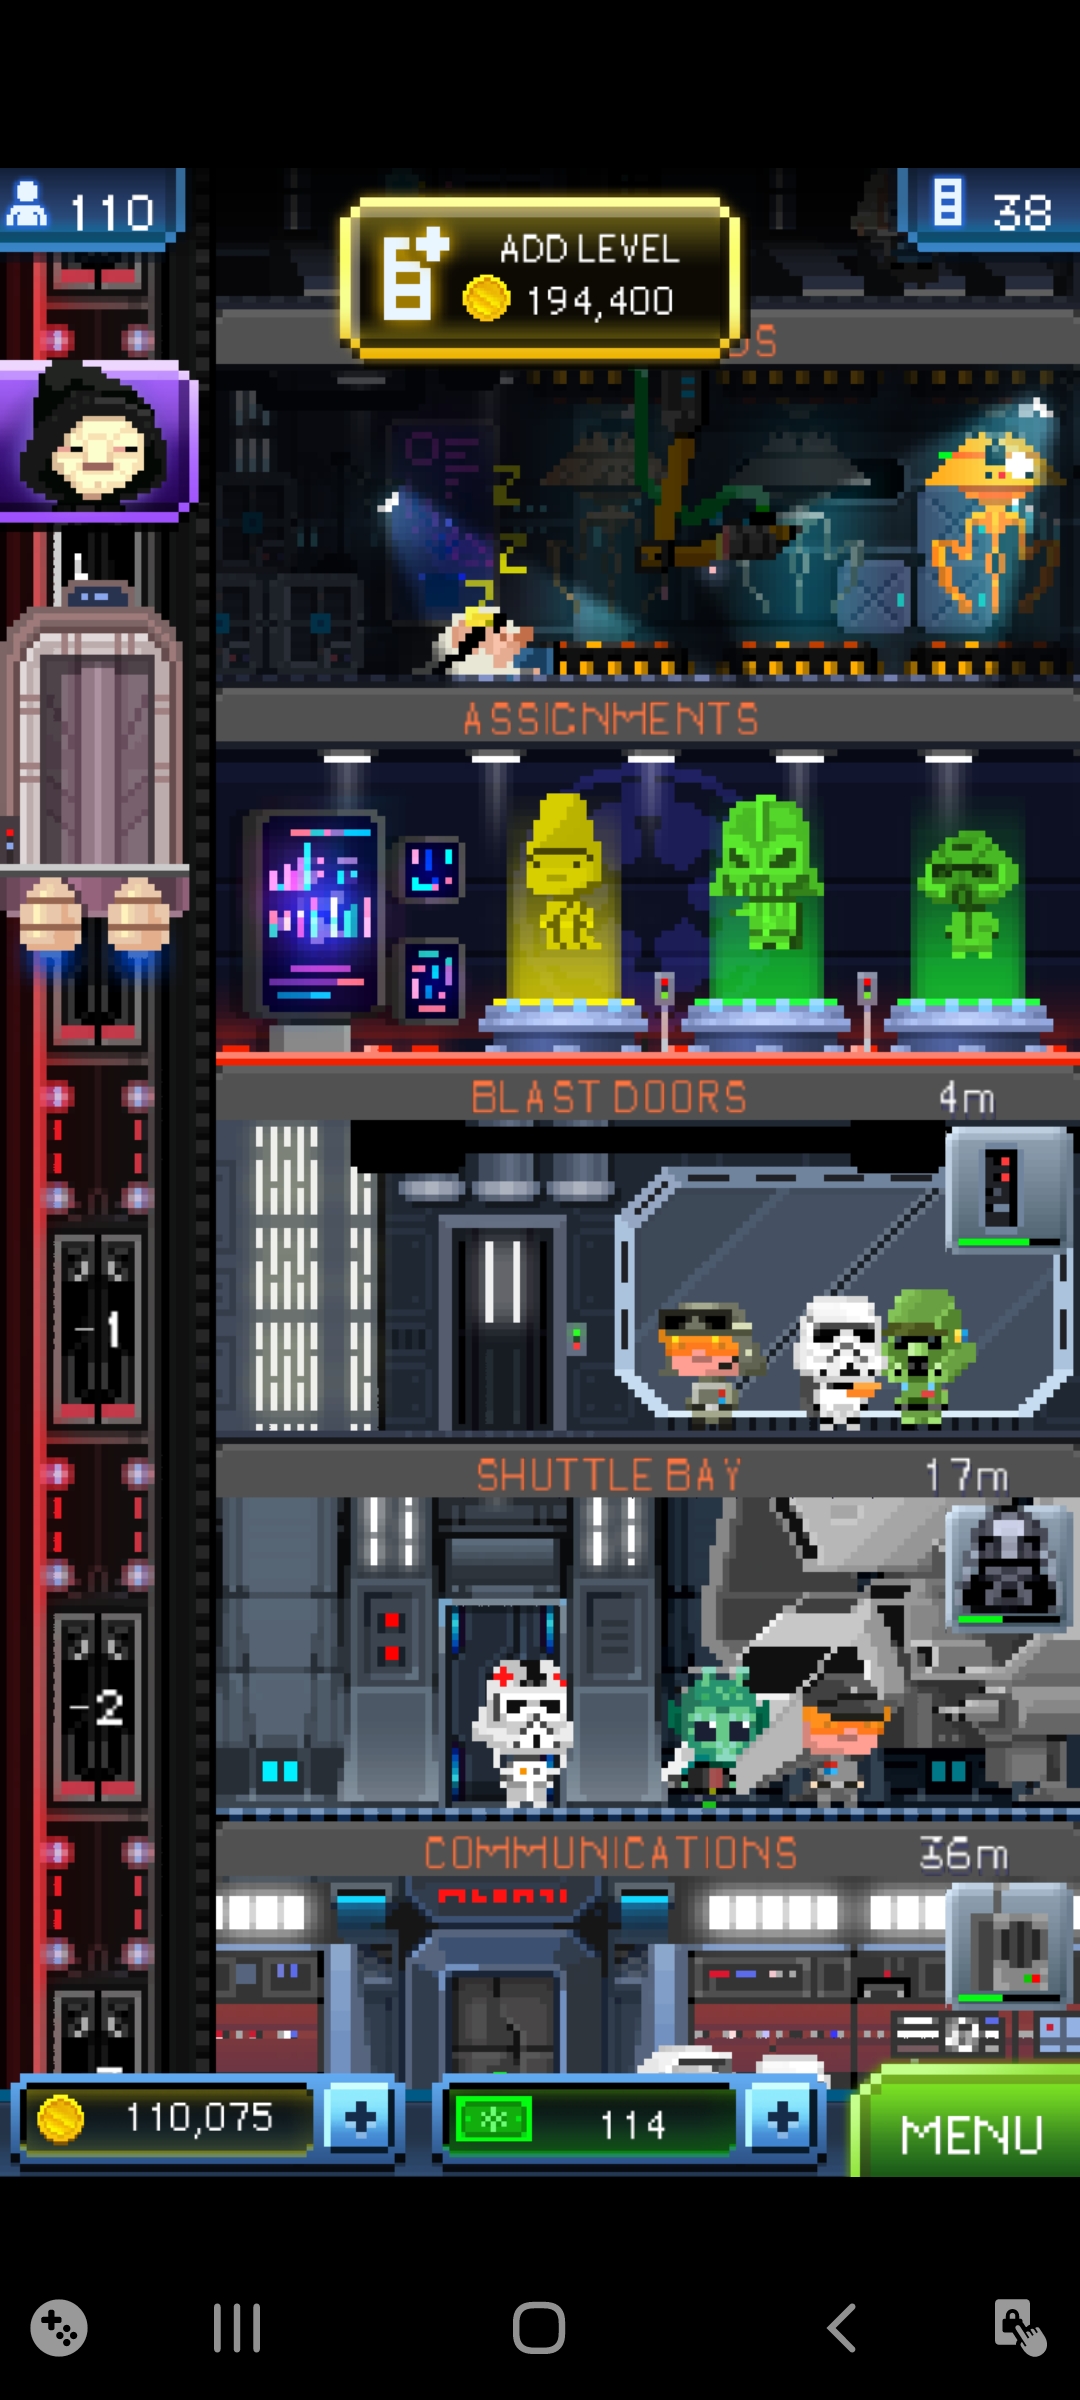 110
ADD LEVEL
194,400
38
DS
Z
Z
Z
ASSIGNMENTS
BLAST DOORS 4m
-1
SHUTTLE BAY 17m
-2
COMMUNICATIONS 36m
110,075
114
MENU